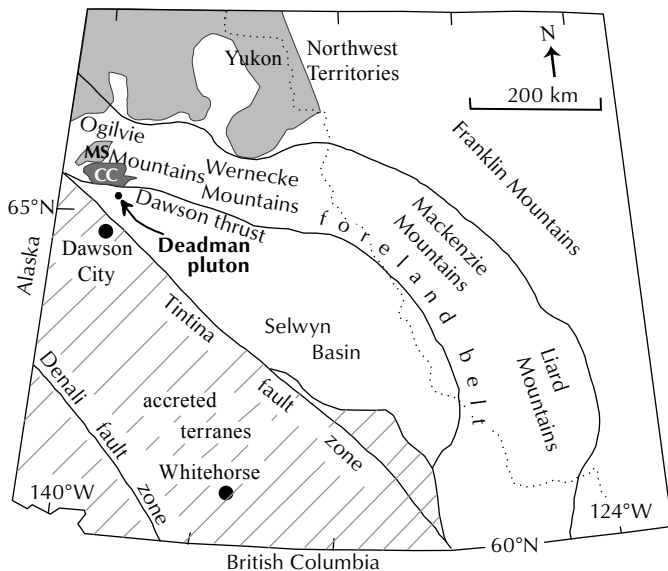 N
Yukon
Northwest
Territories
200 km
Ogilvie
Mountains
MS
CC
Wernecke
Mountains
Franklin Mountains
Mackenzie
Mountains
65°N
Dawson thrust
foreland belt
Deadman
pluton
Dawson
City
Alaska
Tintina
fault
zone
Selwyn
Basin
Liard
Mountains
Denali
fault
zone
accreted
terranes
Whitehorse
140°W
124°W
60°N
British Columbia